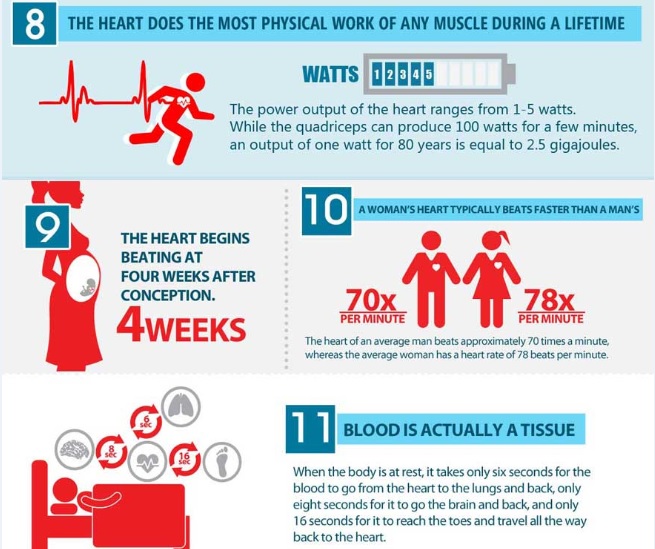 8
THE HEART DOES THE MOST PHYSICAL WORK OF ANY MUSCLE DURING A LIFETIME
WATTS 1 2 3 4 5
The power output of the heart ranges from 1-5 watts.
While the quadriceps can produce 100 watts for a few minutes,
an output of one watt for 80 years is equal to 2.5 gigajoules.
9
THE HEART BEGINS
BEATING AT
FOUR WEEKS AFTER
CONCEPTION.
4WEEKS
10
A WOMAN'S HEART TYPICALLY BEATS FASTER THAN A MAN'S
70x
PER MINUTE
78x
PER MINUTE
The heart of an average man beats approximately 70 times a minute,
whereas the average woman has a heart rate of 78 beats per minute.
6
sec
8
sec
16
sec
11
BLOOD IS ACTUALLY A TISSUE
When the body is at rest, it takes only six seconds for the
blood to go from the heart to the lungs and back, only
eight seconds for it to go the brain and back, and only
16 seconds for it to reach the toes and travel all the way
back to the heart.